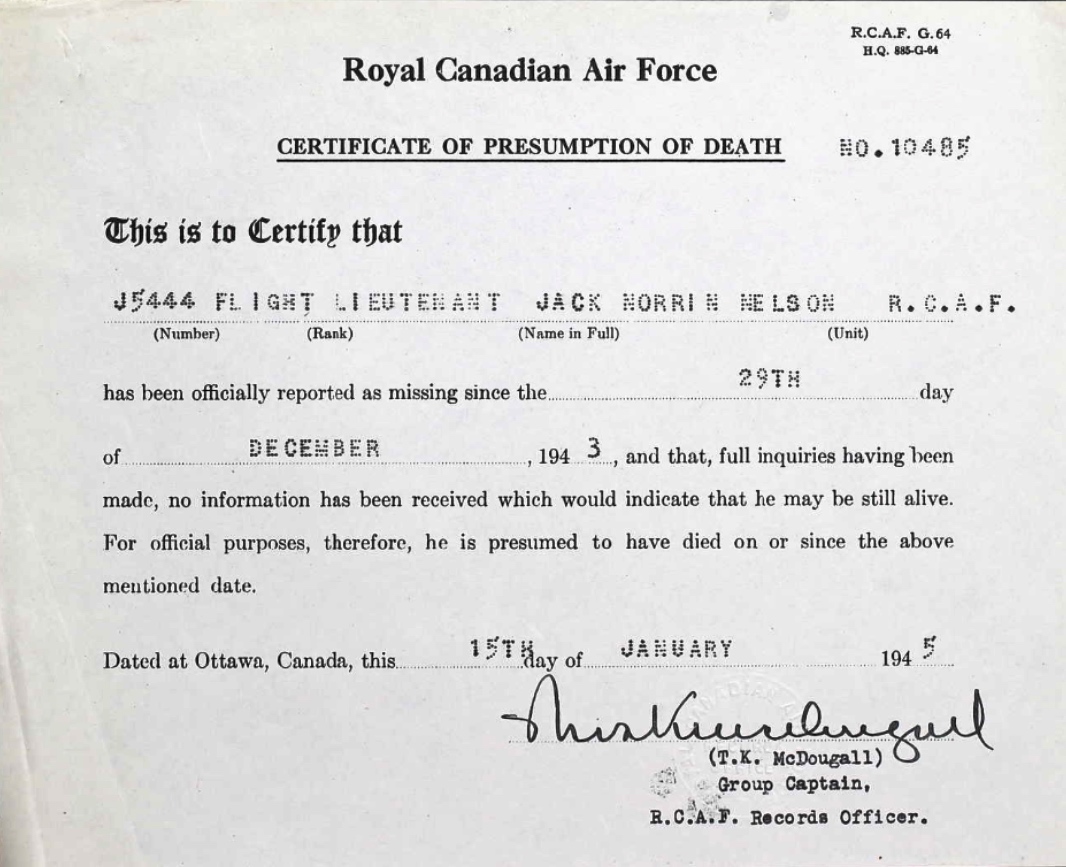 R.C.A.F. G.64
H.Q. 885-G-64
Royal Canadian Air Force
CERTIFICATE OF PRESUMPTION OF DEATH NO.10485
This is to Certify that
J5444 FLIGHT LIEUTENANT JACK NORRIN NELSON R.C.A.F.
(Number) (Rank) (Name in Full) (Unit)
has been officially reported as missing since the 29TH day
of DECEMBER, 194 3, and that, full inquiries having been
made, no information has been received which would indicate that he may be still alive.
For official purposes, therefore, he is presumed to have died on or since the above
mentioned date.
Dated at Ottawa, Canada, this 15TH day of JANUARY 194 5
(T.K. McDougall)
Group Captain,
R.C.A.F. Records Officer.